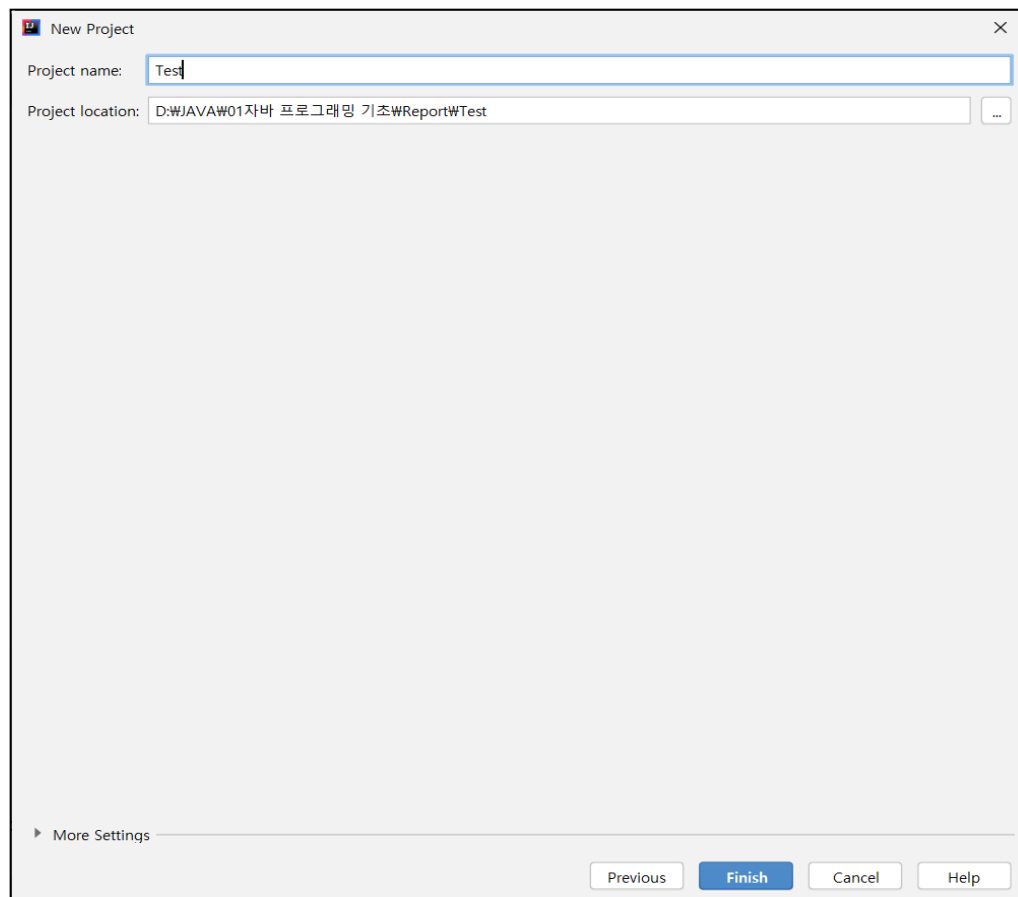 New Project
Project name: Test
Project location: D:₩JAVA₩01자바 프로그래밍 기초₩Report₩Test ...
More Settings
Previous Finish Cancel Help